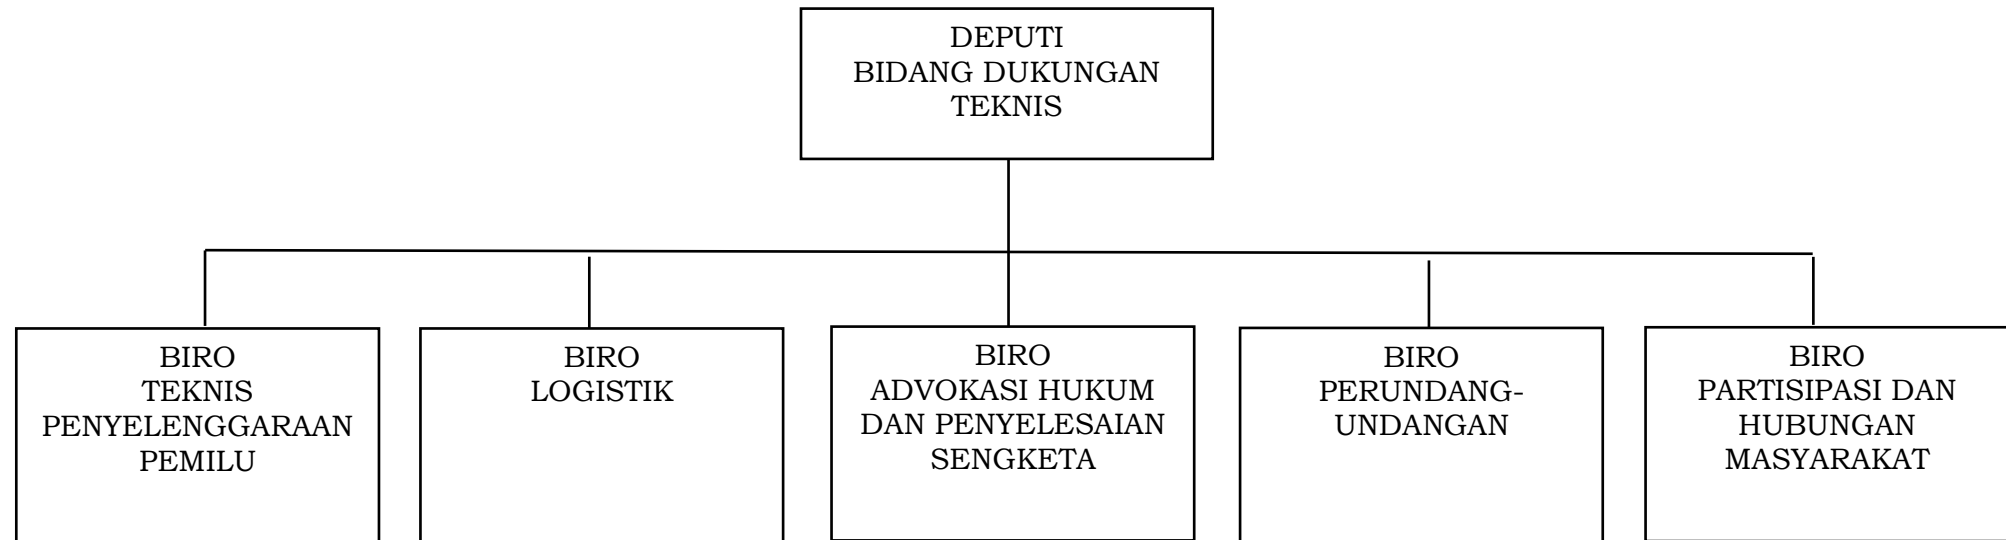 DEPUTI
BIDANG DUKUNGAN
TEKNIS
BIRO
TEKNIS
PENYELENGGARAAN
PEMILU
BIRO
LOGISTIK
BIRO
ADVOKASI HUKUM
DAN PENYELESAIAN
SENGKETA
BIRO
PERUNDANG-
UNDANGAN
BIRO
PARTISIPASI DAN
HUBUNGAN
MASYARAKAT